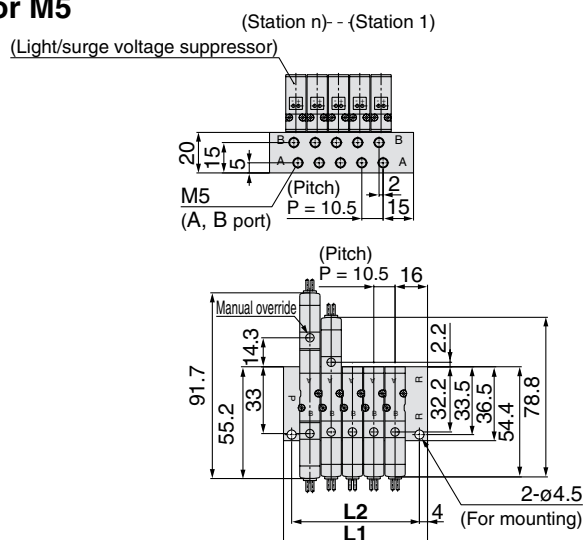 or M5
(Station n)- - -(Station 1)
(Light/surge voltage suppressor)
B B
A A
20
15
5
M5
(A, B port)
(Pitch)
P = 10.5
2
15
(Pitch)
P = 10.5
16
Manual override
14.3
2.2
91.7
55.2
33
P
A A A A
B B B B B
R
R
32.2
33.5
36.5
54.4
78.8
2-ø4.5
(For mounting)
L2
4
L1